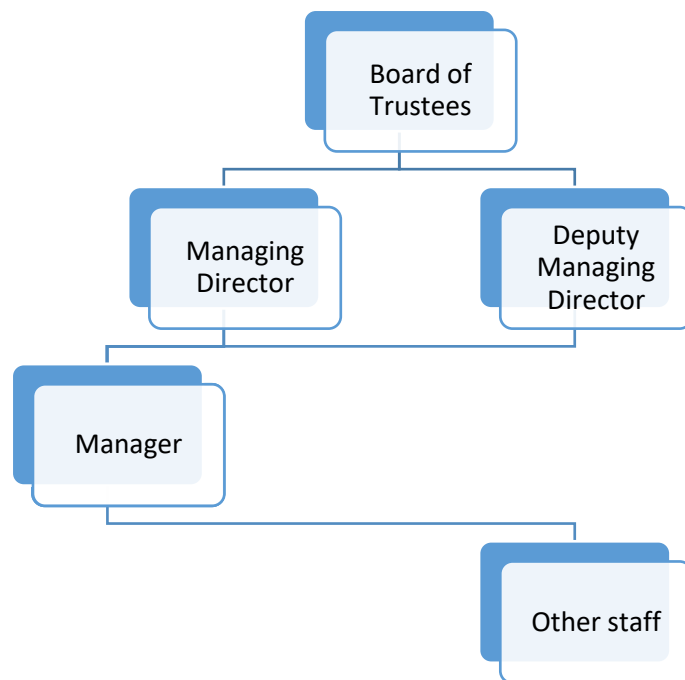 Board of
Trustees
Managing
Director
Deputy
Managing
Director
Manager
Other staff